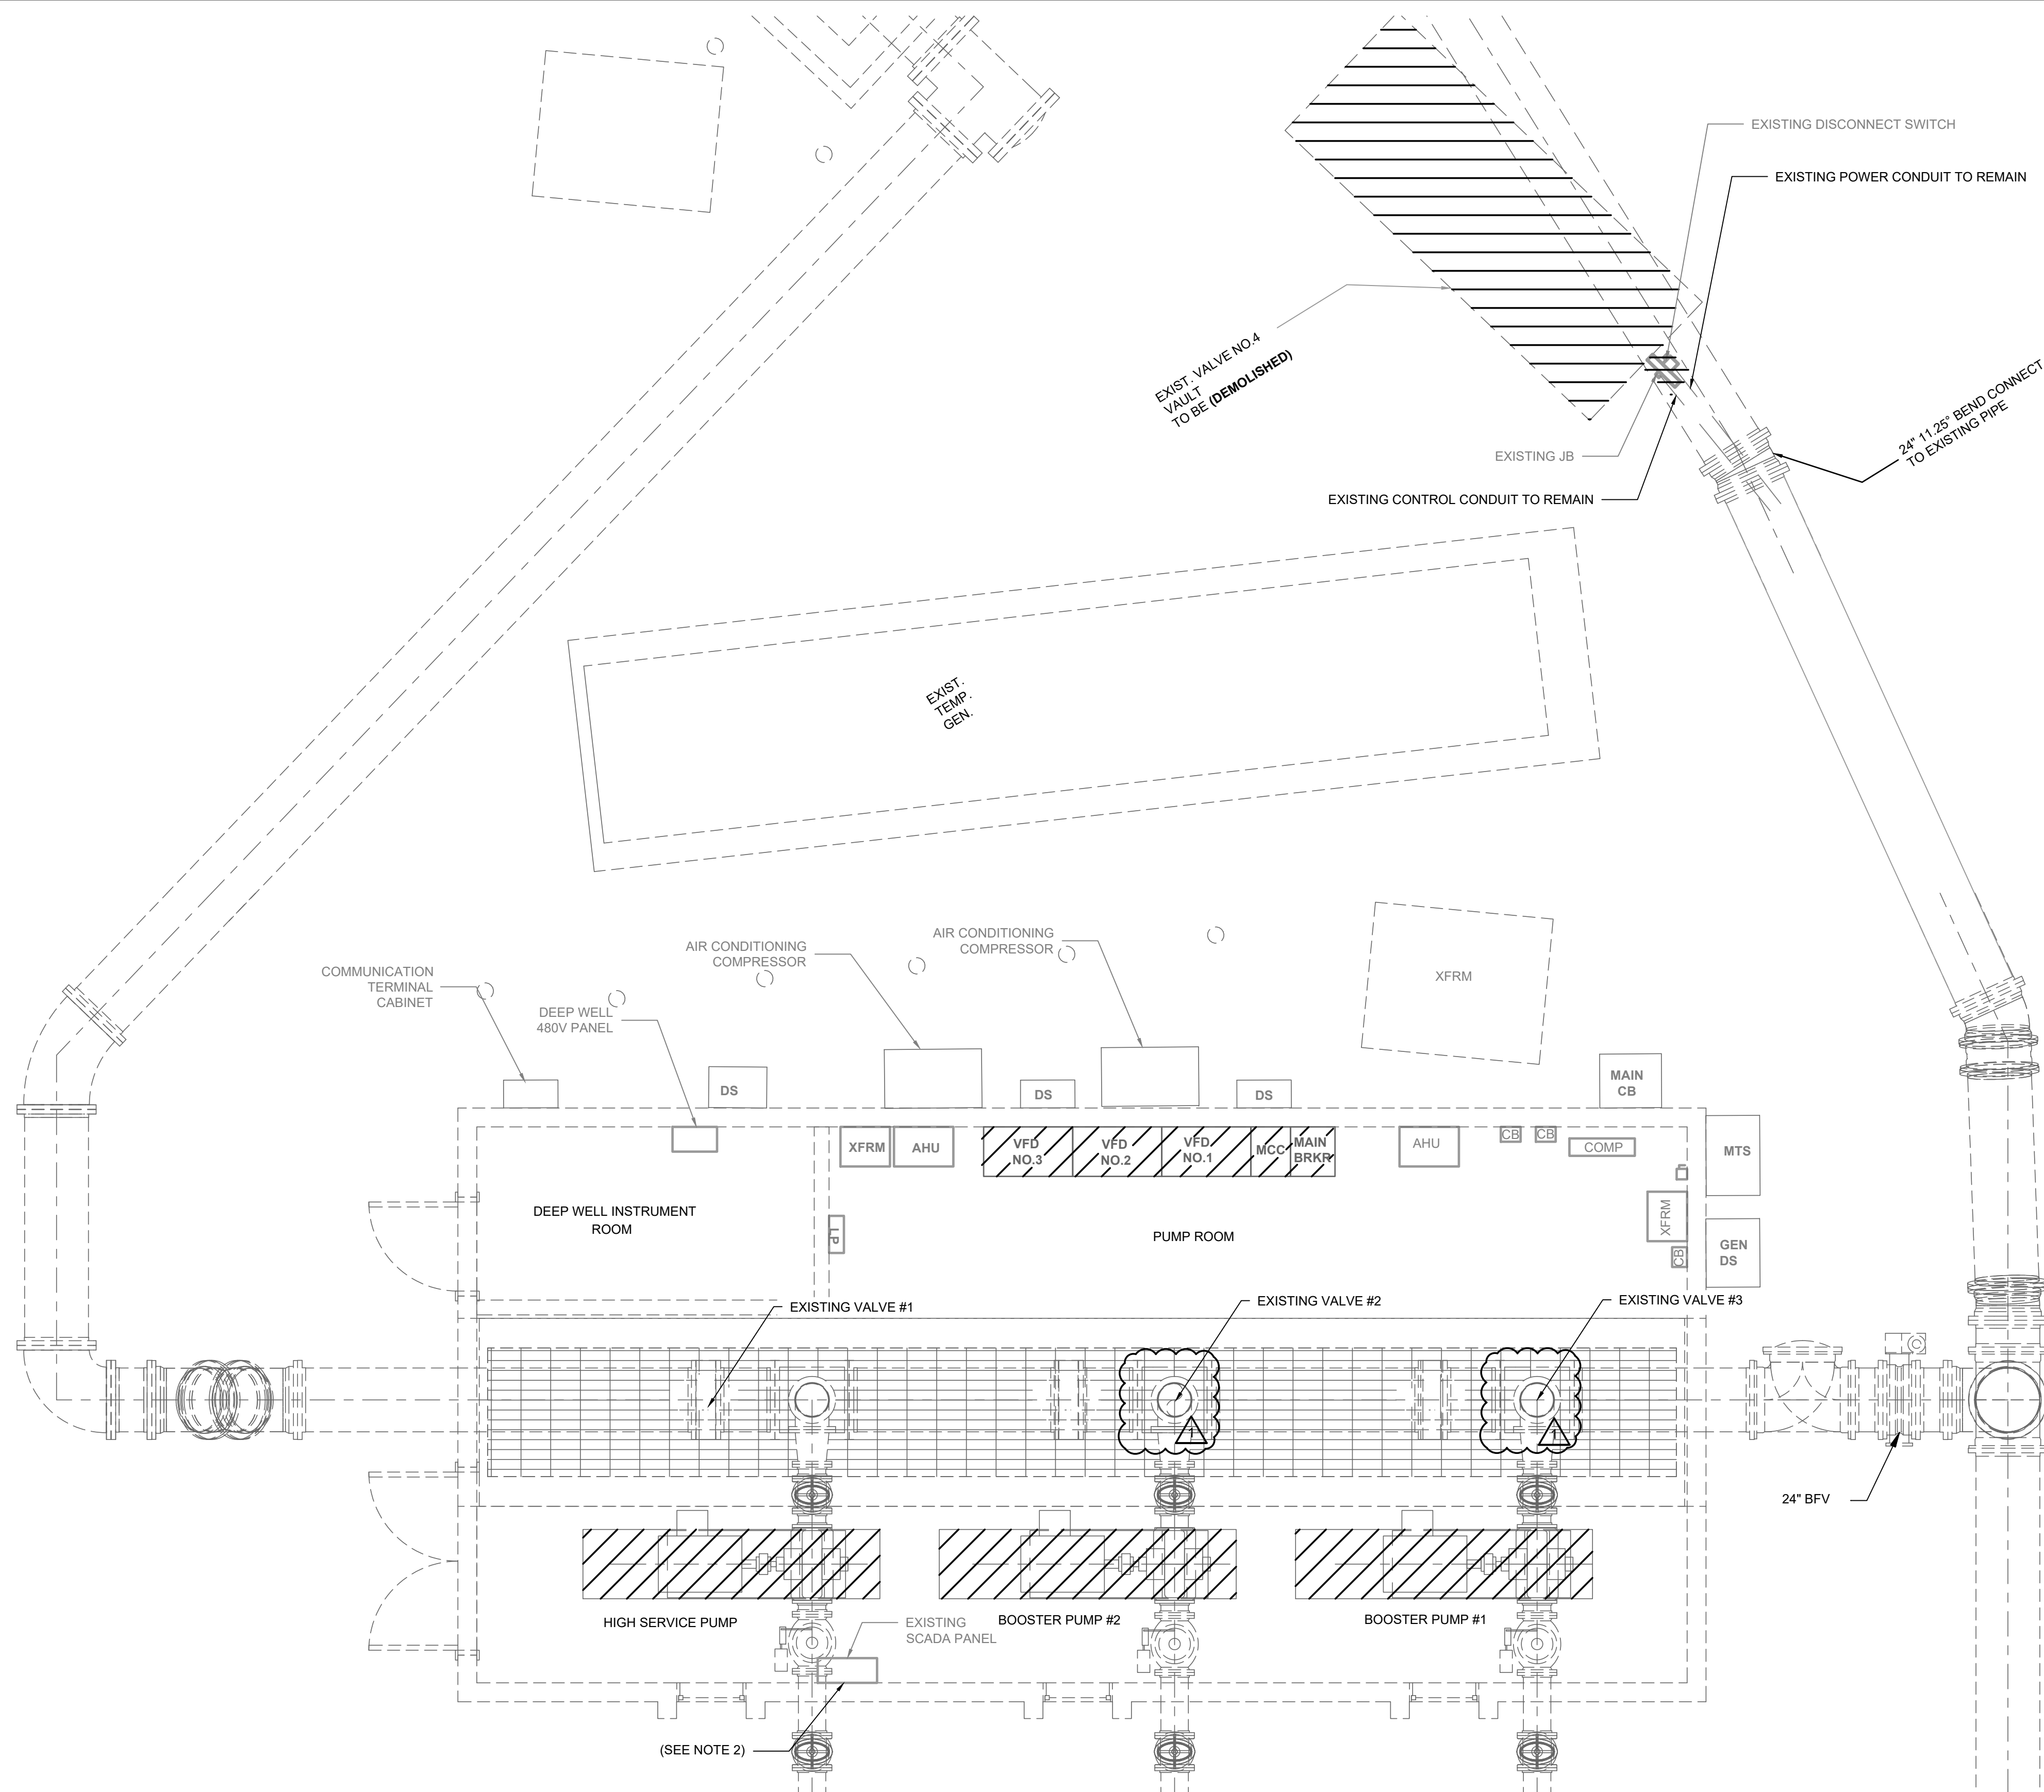 EXISTING DISCONNECT SWITCH
EXISTING POWER CONDUIT TO REMAIN
EXIST. VALVE NO.4
VAULT
TO BE (DEMOLISHED)
24" 11.25° BEND CONNECT
TO EXISTING PIPE
EXISTING JB
EXISTING CONTROL CONDUIT TO REMAIN
EXIST.
TEMP.
GEN.
AIR CONDITIONING
COMPRESSOR
AIR CONDITIONING
COMPRESSOR
COMMUNICATION
TERMINAL
CABINET
DEEP WELL
480V PANEL
XFRM
DS
DS
DS
MAIN
CB
XFRM
AHU
VFD
NO.3
VFD
NO.2
VFD
NO.1
MCC
MAIN
BRKR
AHU
CB
CB
COMP
MTS
DEEP WELL INSTRUMENT
ROOM
LP
PUMP ROOM
XFRM
CB
GEN
DS
EXISTING VALVE #1
EXISTING VALVE #2
EXISTING VALVE #3
1
1
24" BFV
HIGH SERVICE PUMP
BOOSTER PUMP #2
BOOSTER PUMP #1
EXISTING
SCADA PANEL
(SEE NOTE 2)